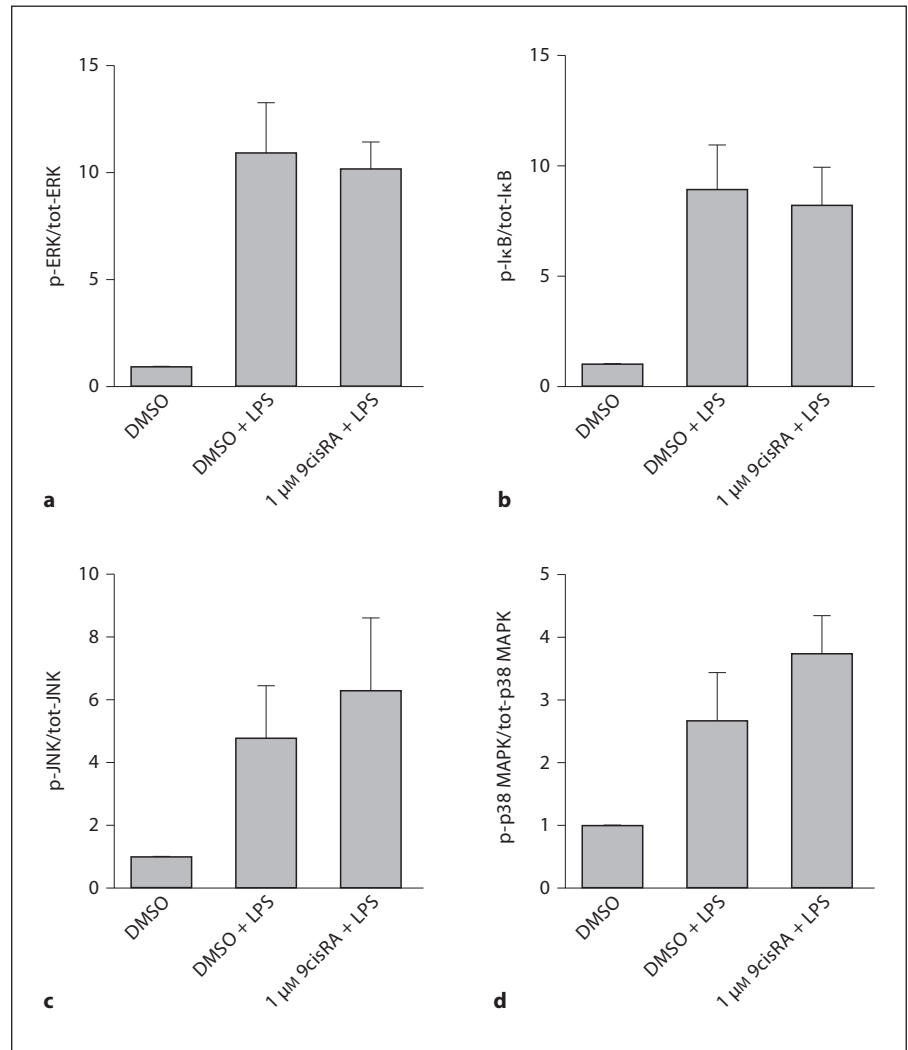 15
10
5
0
p-ERK/tot-ERK
DMSO
DMSO + LPS
1 µM 9cisRA + LPS
a
15
10
5
0
p-IκB/tot-IκB
DMSO
DMSO + LPS
1 µM 9cisRA + LPS
b
10
8
6
4
2
0
p-JNK/tot-JNK
DMSO
DMSO + LPS
1 µM 9cisRA + LPS
c
5
4
3
2
1
0
p-p38 MAPK/tot-p38 MAPK
DMSO
DMSO + LPS
1 µM 9cisRA + LPS
d